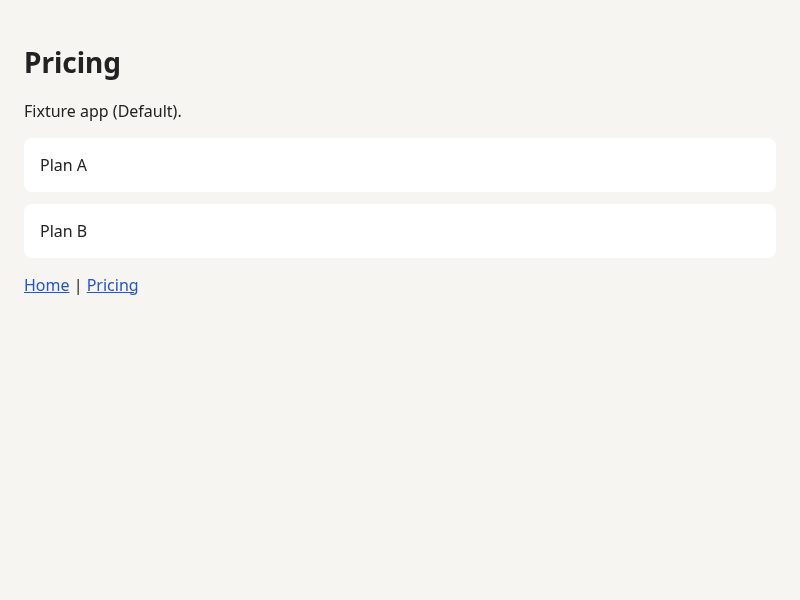 Pricing
Fixture app (Default).
Plan A
Plan B
Home | Pricing